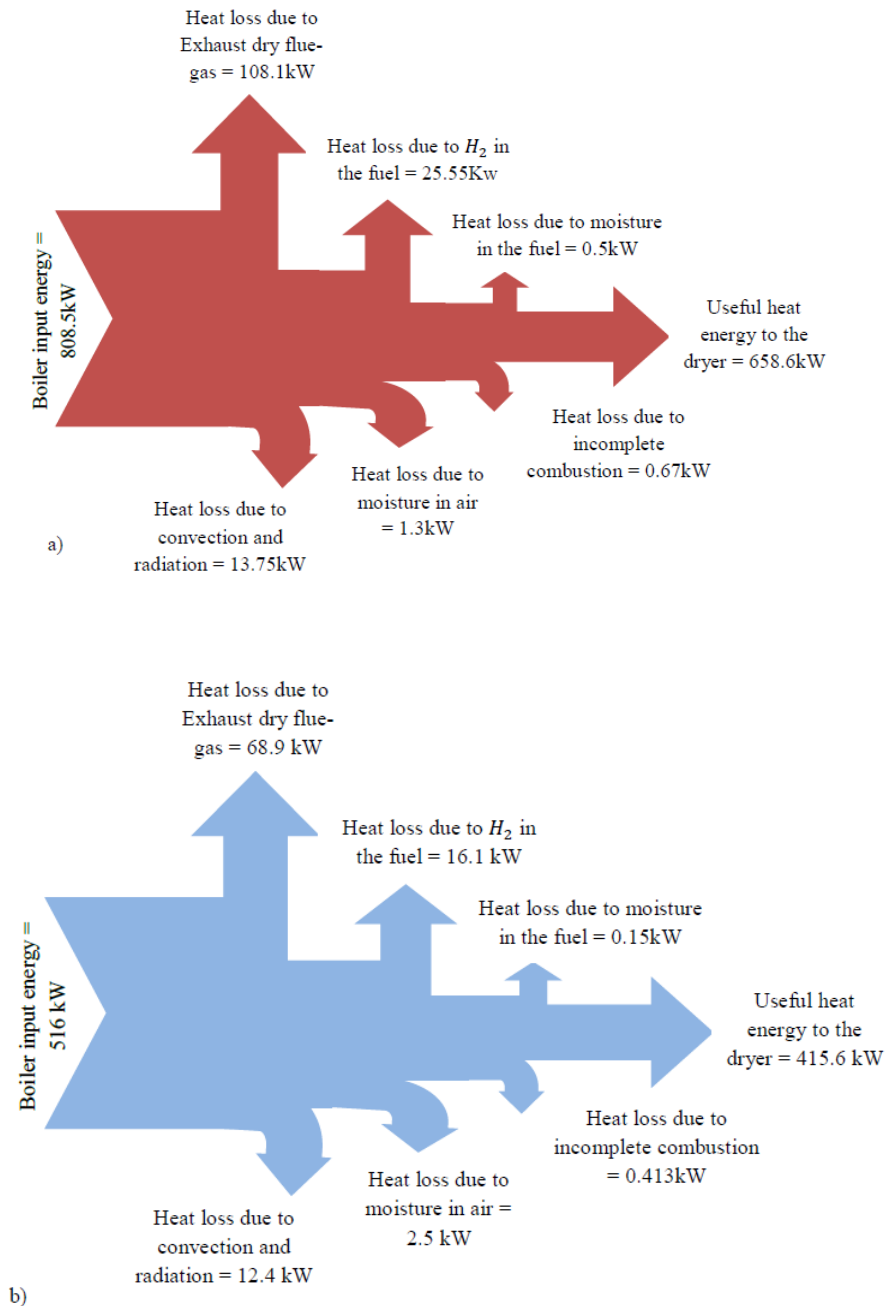 Heat loss due to
Exhaust dry flue-
gas = 108.1kW
Heat loss due to H₂ in
the fuel = 25.55Kw
Heat loss due to moisture
in the fuel = 0.5kW
Boiler input energy =
808.5kW
Useful heat
energy to the
dryer = 658.6kW
Heat loss due to
incomplete
combustion = 0.67kW
Heat loss due to
moisture in air
= 1.3kW
Heat loss due to
convection and
radiation = 13.75kW
a)
Heat loss due to
Exhaust dry flue-
gas = 68.9 kW
Heat loss due to H₂ in
the fuel = 16.1 kW
Heat loss due to moisture
in the fuel = 0.15kW
Boiler input energy =
516 kW
Useful heat
energy to the
dryer = 415.6 kW
Heat loss due to
incomplete combustion
= 0.413kW
Heat loss due to
moisture in air =
2.5 kW
Heat loss due to
convection and
radiation = 12.4 kW
b)